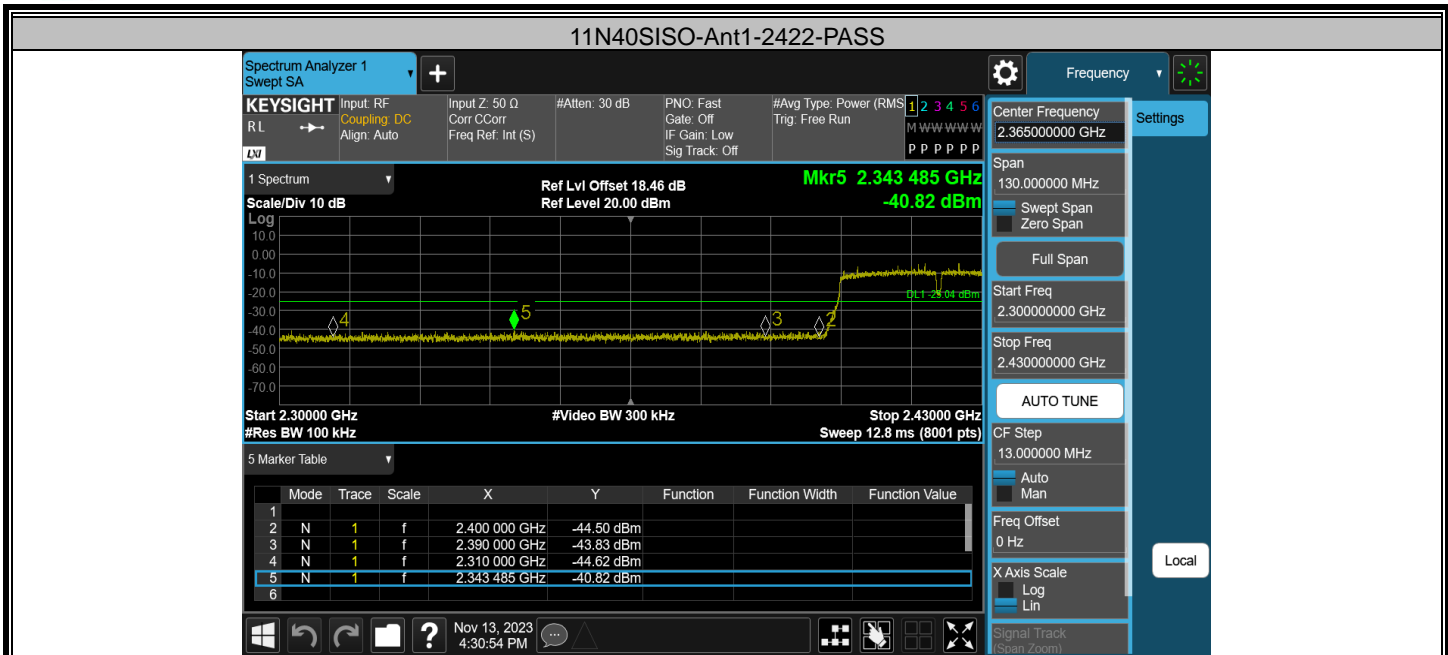 11N40SISO-Ant1-2422-PASS
Spectrum Analyzer 1
Swept SA
+
Frequency
KEYSIGHT
RL
LXI
Input: RF
Coupling: DC
Align: Auto
Input Z: 50 Ω
Corr CCorr
Freq Ref: Int (S)
#Atten: 30 dB
PNO: Fast
Gate: Off
IF Gain: Low
Sig Track: Off
#Avg Type: Power (RMS
Trig: Free Run
1 2 3 4 5 6
M W W W W W
P P P P P P
1 Spectrum
Scale/Div 10 dB
Ref Lvl Offset 18.46 dB
Ref Level 20.00 dBm
Mkr5 2.343 485 GHz
-40.82 dBm
Log
10.0
0.00
-10.0
-20.0
-30.0
-40.0
-50.0
-60.0
-70.0
4
5
3
2
Start 2.30000 GHz
#Video BW 300 kHz
Stop 2.43000 GHz
#Res BW 100 kHz
Sweep 12.8 ms (8001 pts)
5 Marker Table
Mode Trace Scale X Y Function Function Width Function Value
1
2 N 1 f 2.400 000 GHz -44.50 dBm
3 N 1 f 2.390 000 GHz -43.83 dBm
4 N 1 f 2.310 000 GHz -44.62 dBm
5 N 1 f 2.343 485 GHz -40.82 dBm
6
?
Nov 13, 2023
4:30:54 PM
Center Frequency
2.365000000 GHz
Span
130.000000 MHz
Swept Span
Zero Span
Full Span
Start Freq
2.300000000 GHz
Stop Freq
2.430000000 GHz
AUTO TUNE
CF Step
13.000000 MHz
Auto
Man
Freq Offset
0 Hz
X Axis Scale
Log
Lin
Signal Track
(Span Zoom)
Settings
Local